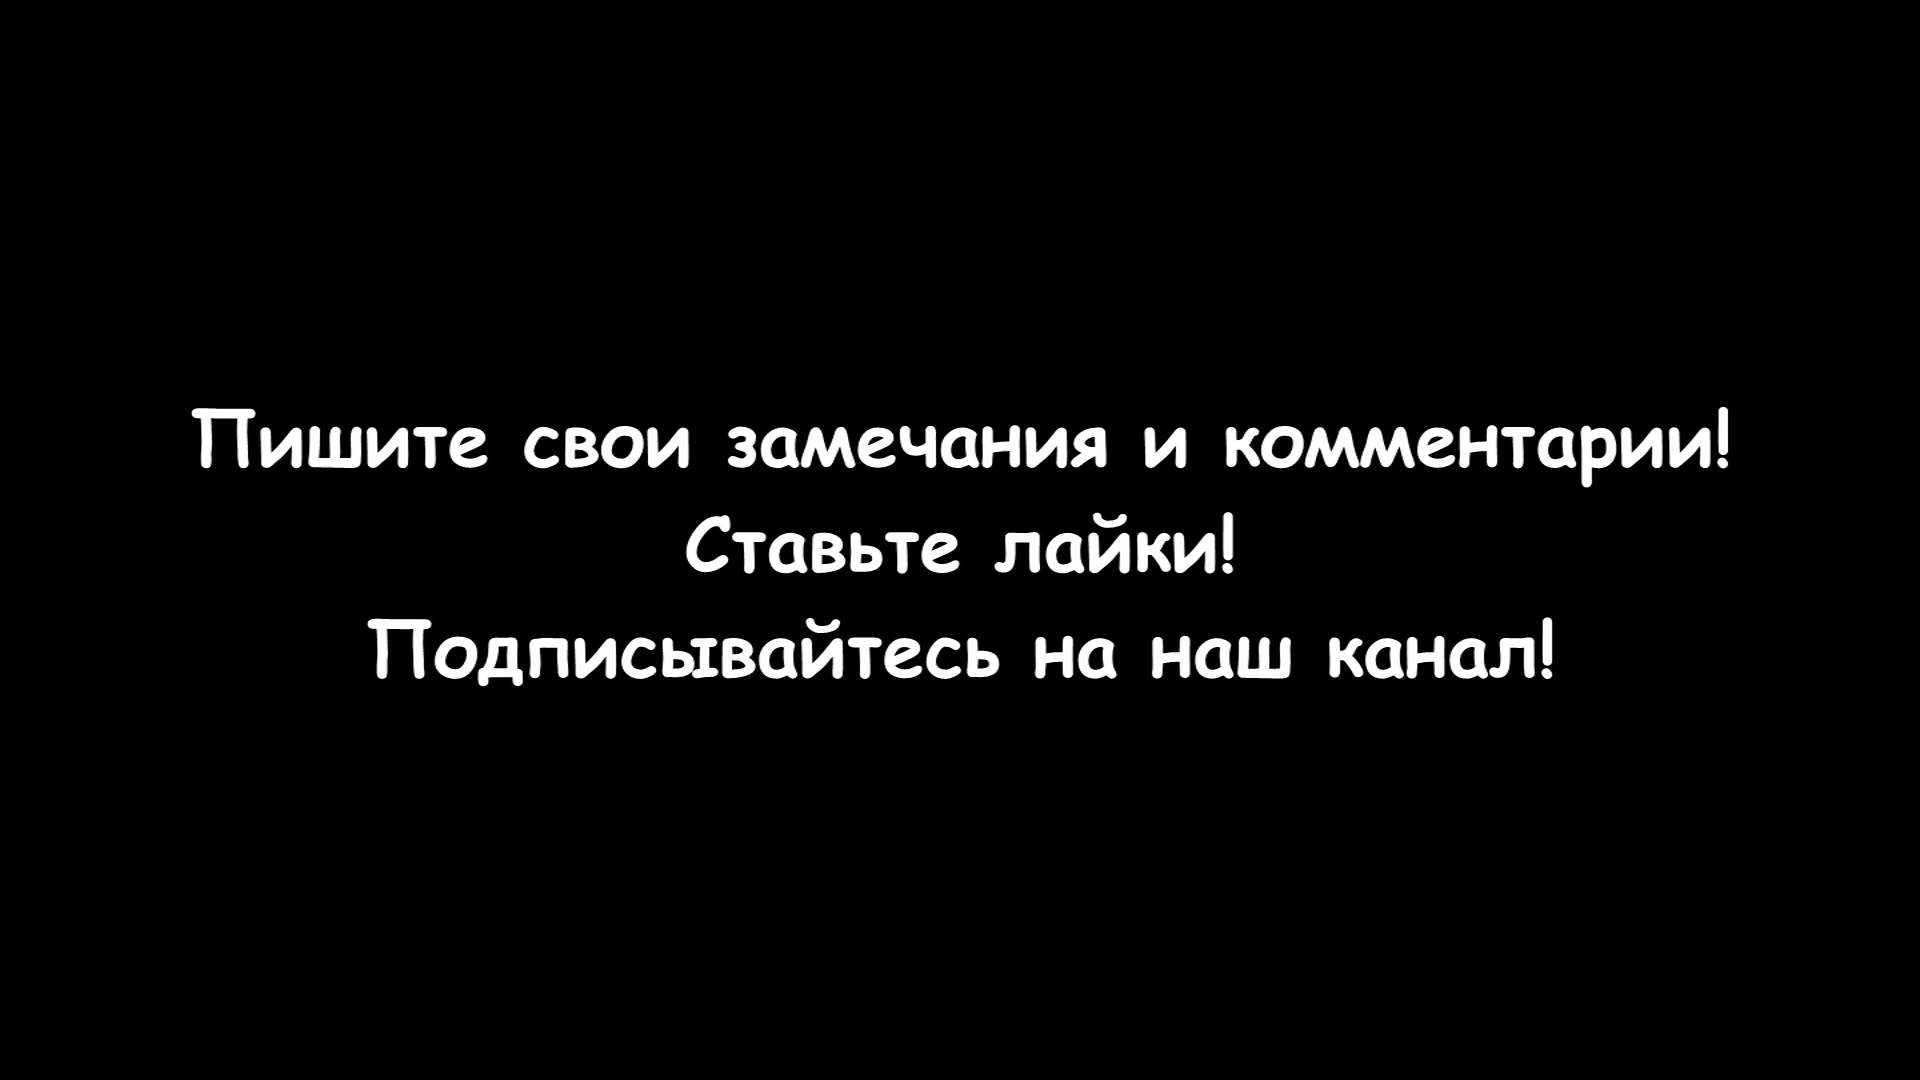 Пишите свои замечания и комментарии!
Ставьте лайки!
Подписывайтесь на наш канал!